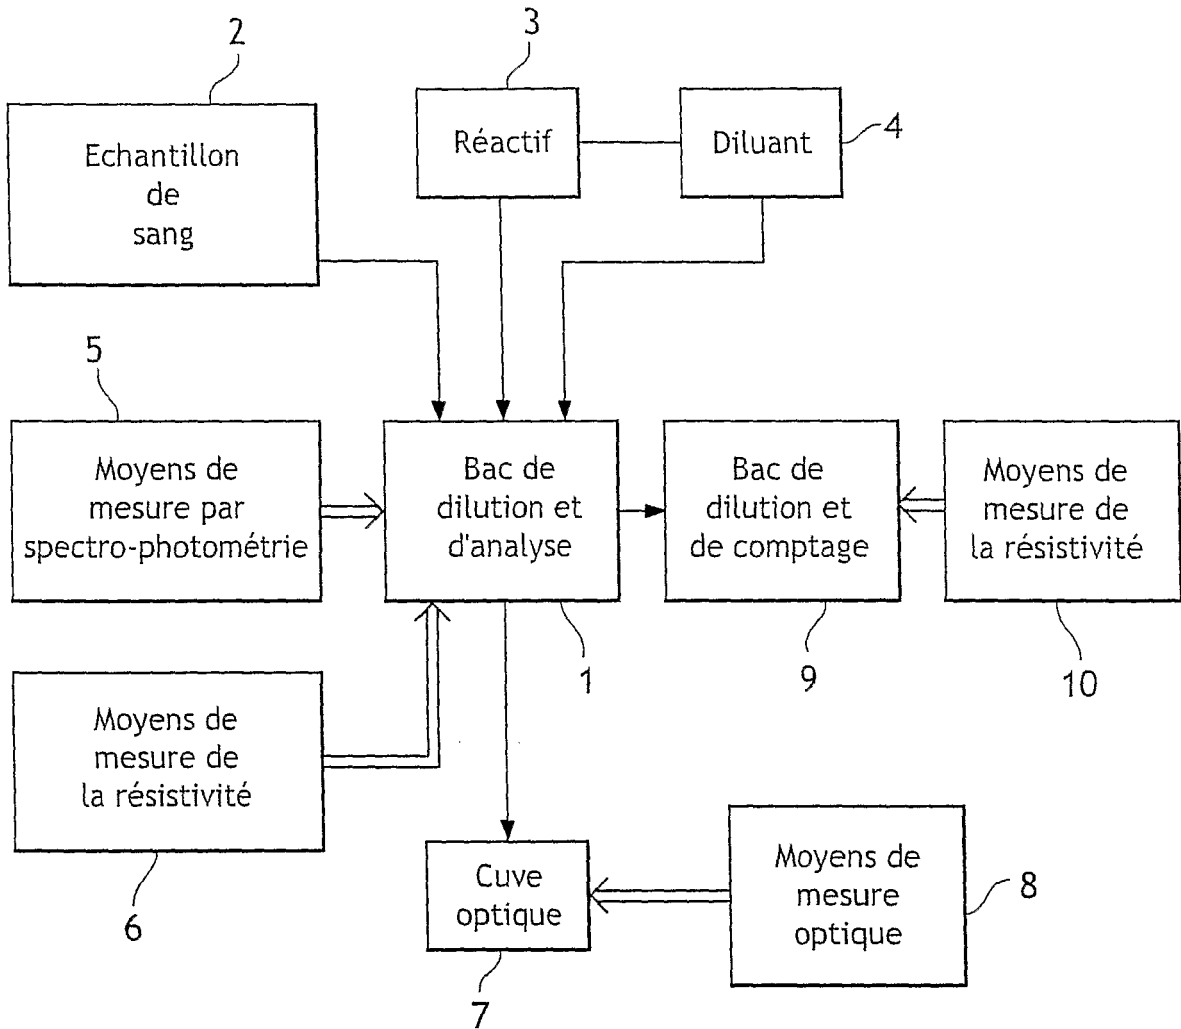 2
3
4
Echantillon
de
sang
Réactif
Diluant
5
Moyens de
mesure par
spectro-photométrie
Bac de
dilution et
d'analyse
Bac de
dilution et
de comptage
Moyens de
mesure de
la résistivité
1
9
10
Moyens de
mesure de
la résistivité
6
Cuve
optique
7
Moyens de
mesure
optique
8